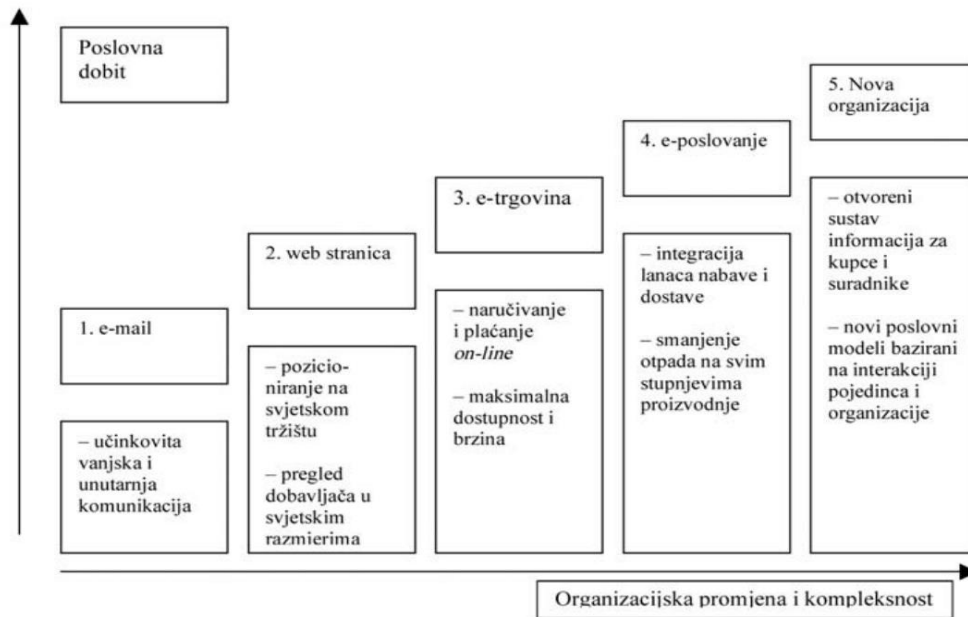 Poslovna
dobit
1. e-mail
– učinkovita
vanjska i
unutarnja
komunikacija
2. web stranica
– pozicio-
niranje na
svjetskom
tržištu
– pregled
dobavljača u
svjetskim
razmierima
3. e-trgovina
– naručivanje
i plaćanje
on-line
– maksimalna
dostupnost i
brzina
4. e-poslovanje
– integracija
lanaca nabave i
dostave
– smanjenje
otpada na svim
stupnjevima
proizvodnje
5. Nova
organizacija
– otvoreni
sustav
informacija za
kupce i
suradnike
– novi poslovni
modeli bazirani
na interakciji
pojedinca i
organizacije
Organizacijska promjena i kompleksnost